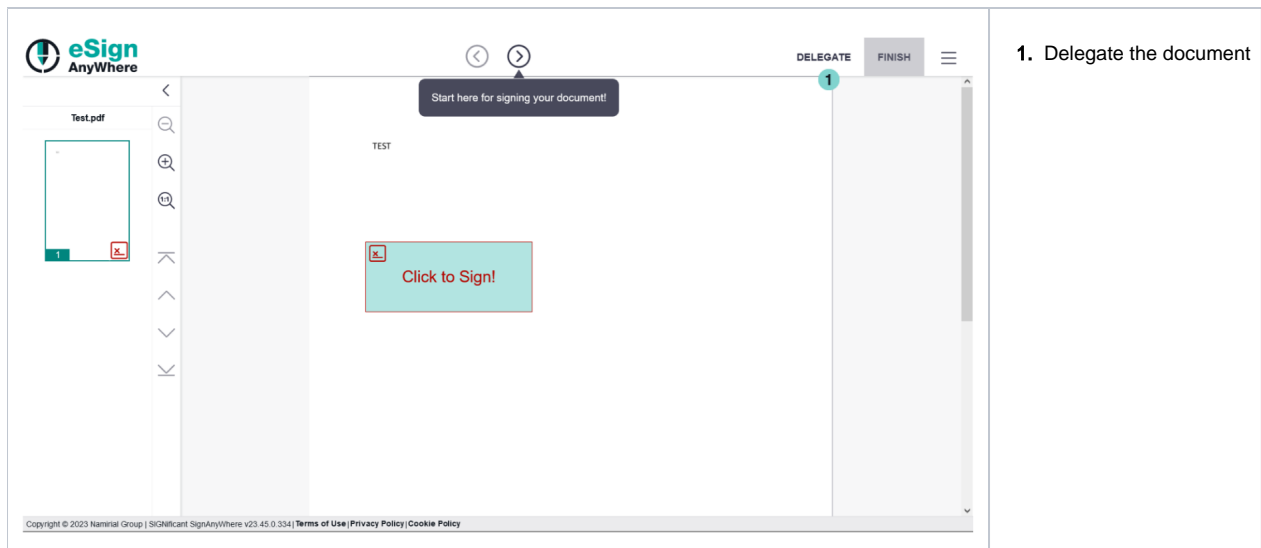 eSign
AnyWhere
DELEGATE
FINISH
1
Start here for signing your document!
Test.pdf
1:1
TEST
1
x
x
Click to Sign!
Copyright © 2023 Namirial Group | SIGNificant SignAnyWhere v23.45.0.334 | Terms of Use | Privacy Policy | Cookie Policy
1. Delegate the document